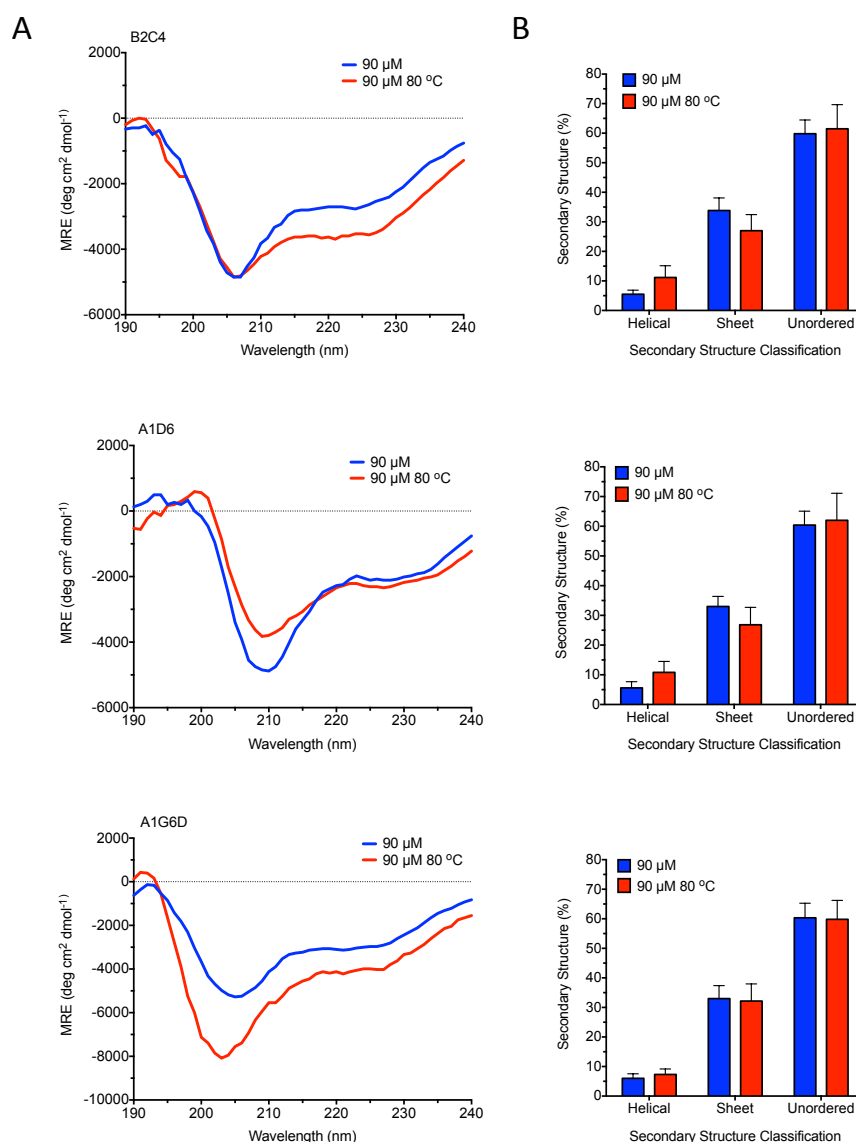 A
B
B2C4
90 µM
90 µM 80 ºC
2000
0
-2000
-4000
-6000
MRE (deg cm² dmol⁻¹)
190 200 210 220 230 240
Wavelength (nm)
90 µM
90 µM 80 ºC
80
70
60
50
40
30
20
10
0
Secondary Structure (%)
Helical Sheet Unordered
Secondary Structure Classification
A1D6
90 µM
90 µM 80 ºC
2000
0
-2000
-4000
-6000
MRE (deg cm² dmol⁻¹)
190 200 210 220 230 240
Wavelength (nm)
90 µM
90 µM 80 ºC
80
70
60
50
40
30
20
10
0
Secondary Structure (%)
Helical Sheet Unordered
Secondary Structure Classification
A1G6D
90 µM
90 µM 80 ºC
2000
0
-2000
-4000
-6000
-8000
-10000
MRE (deg cm² dmol⁻¹)
190 200 210 220 230 240
Wavelength (nm)
90 µM
90 µM 80 ºC
80
70
60
50
40
30
20
10
0
Secondary Structure (%)
Helical Sheet Unordered
Secondary Structure Classification